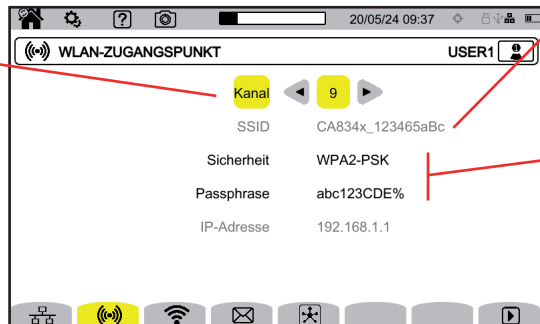 20/05/24 09:37
WLAN-ZUGANGSPUNKT USER1
Kanal 9
SSID CA834x_123465aBc
Sicherheit WPA2-PSK
Passphrase abc123CDE%
IP-Adresse 192.168.1.1